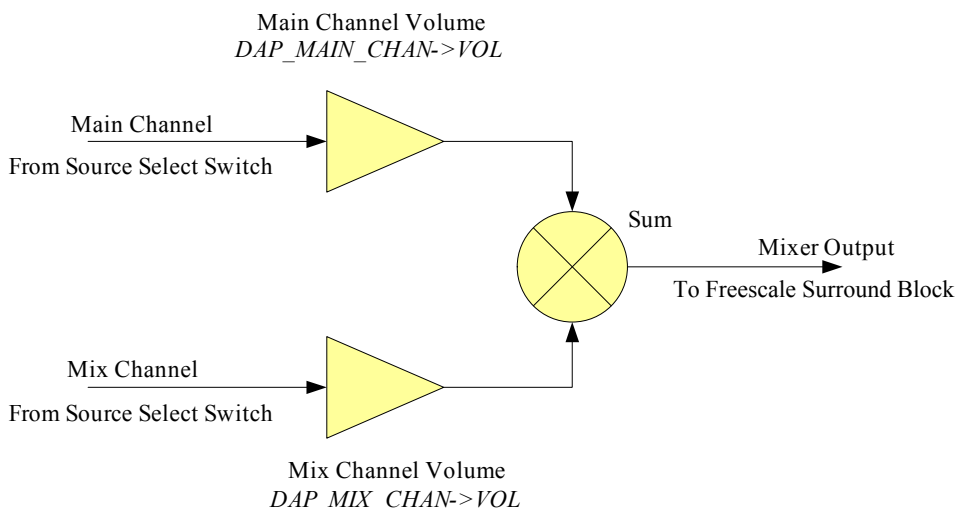 Main Channel Volume
DAP_MAIN_CHAN->VOL
Main Channel
From Source Select Switch
Sum
Mixer Output
To Freescale Surround Block
Mix Channel
From Source Select Switch
Mix Channel Volume
DAP_MIX_CHAN->VOL